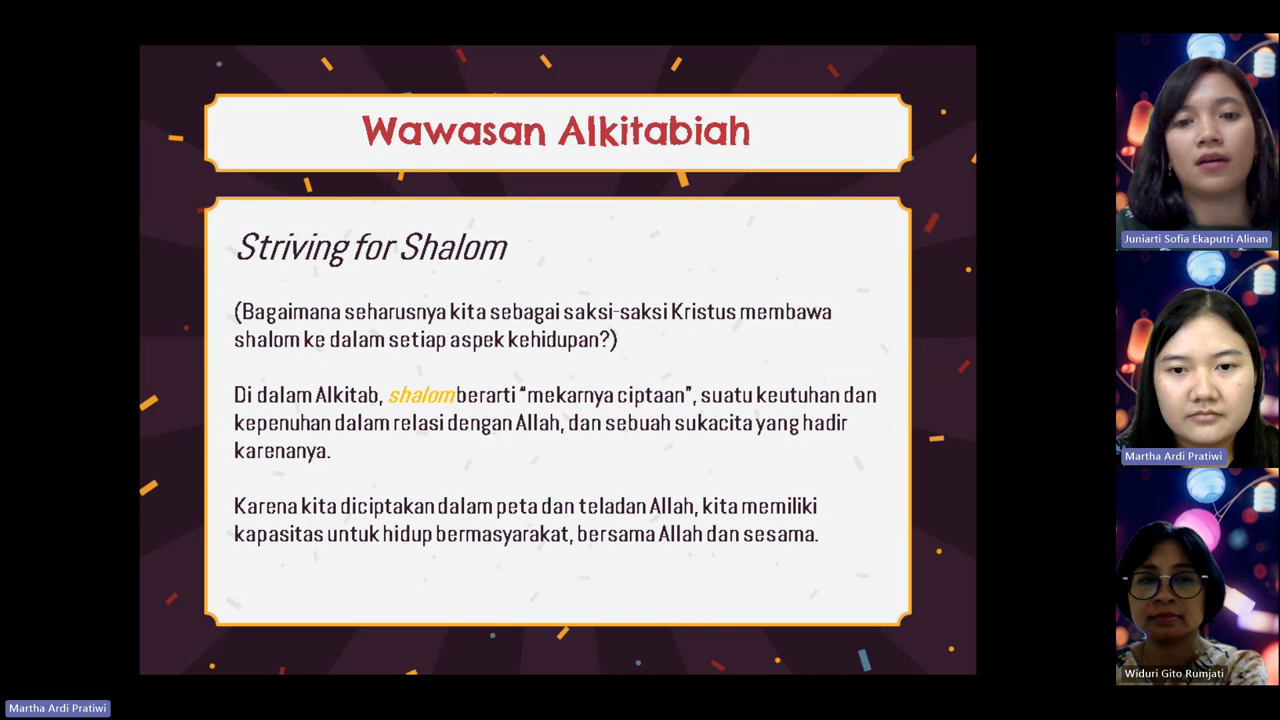 Wawasan Alkitabiah
Striving for Shalom
(Bagaimana seharusnya kita sebagai saksi-saksi Kristus membawa
shalom ke dalam setiap aspek kehidupan?)
Di dalam Alkitab, shalom berarti “mekarnya ciptaan”, suatu keutuhan dan
kepenuhan dalam relasi dengan Allah, dan sebuah sukacita yang hadir
karenanya.
Karena kita diciptakan dalam peta dan teladan Allah, kita memiliki
kapasitas untuk hidup bermasyarakat, bersama Allah dan sesama.
Juniarti Sofia Ekaputri Alinan
Martha Ardi Pratiwi
Widuri Gito Rumjati
Martha Ardi Pratiwi